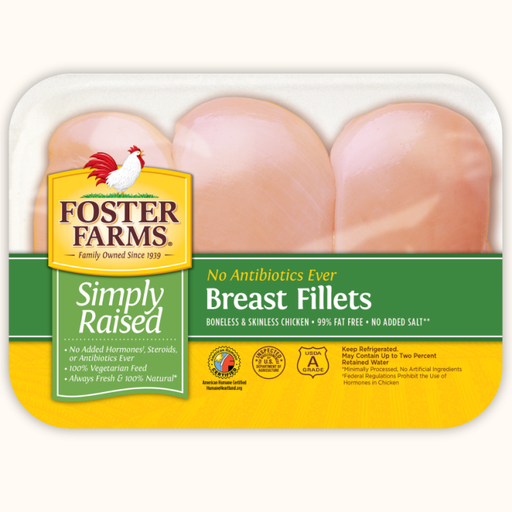 FOSTER
FARMS®
Family Owned Since 1939
Simply
Raised
• No Added Hormones†, Steroids,
or Antibiotics Ever
• 100% Vegetarian Feed
• Always Fresh & 100% Natural*
No Antibiotics Ever
Breast Fillets
BONELESS & SKINLESS CHICKEN • 99% FAT FREE • NO ADDED SALT**
CERTIFIED
American Humane Certified
HumaneHeartland.org
INSPECTED
U.S.
DEPARTMENT OF
AGRICULTURE
USDA
A
GRADE
Keep Refrigerated.
May Contain Up to Two Percent
Retained Water
*Minimally Processed, No Artificial Ingredients
†Federal Regulations Prohibit the Use of
Hormones in Chicken